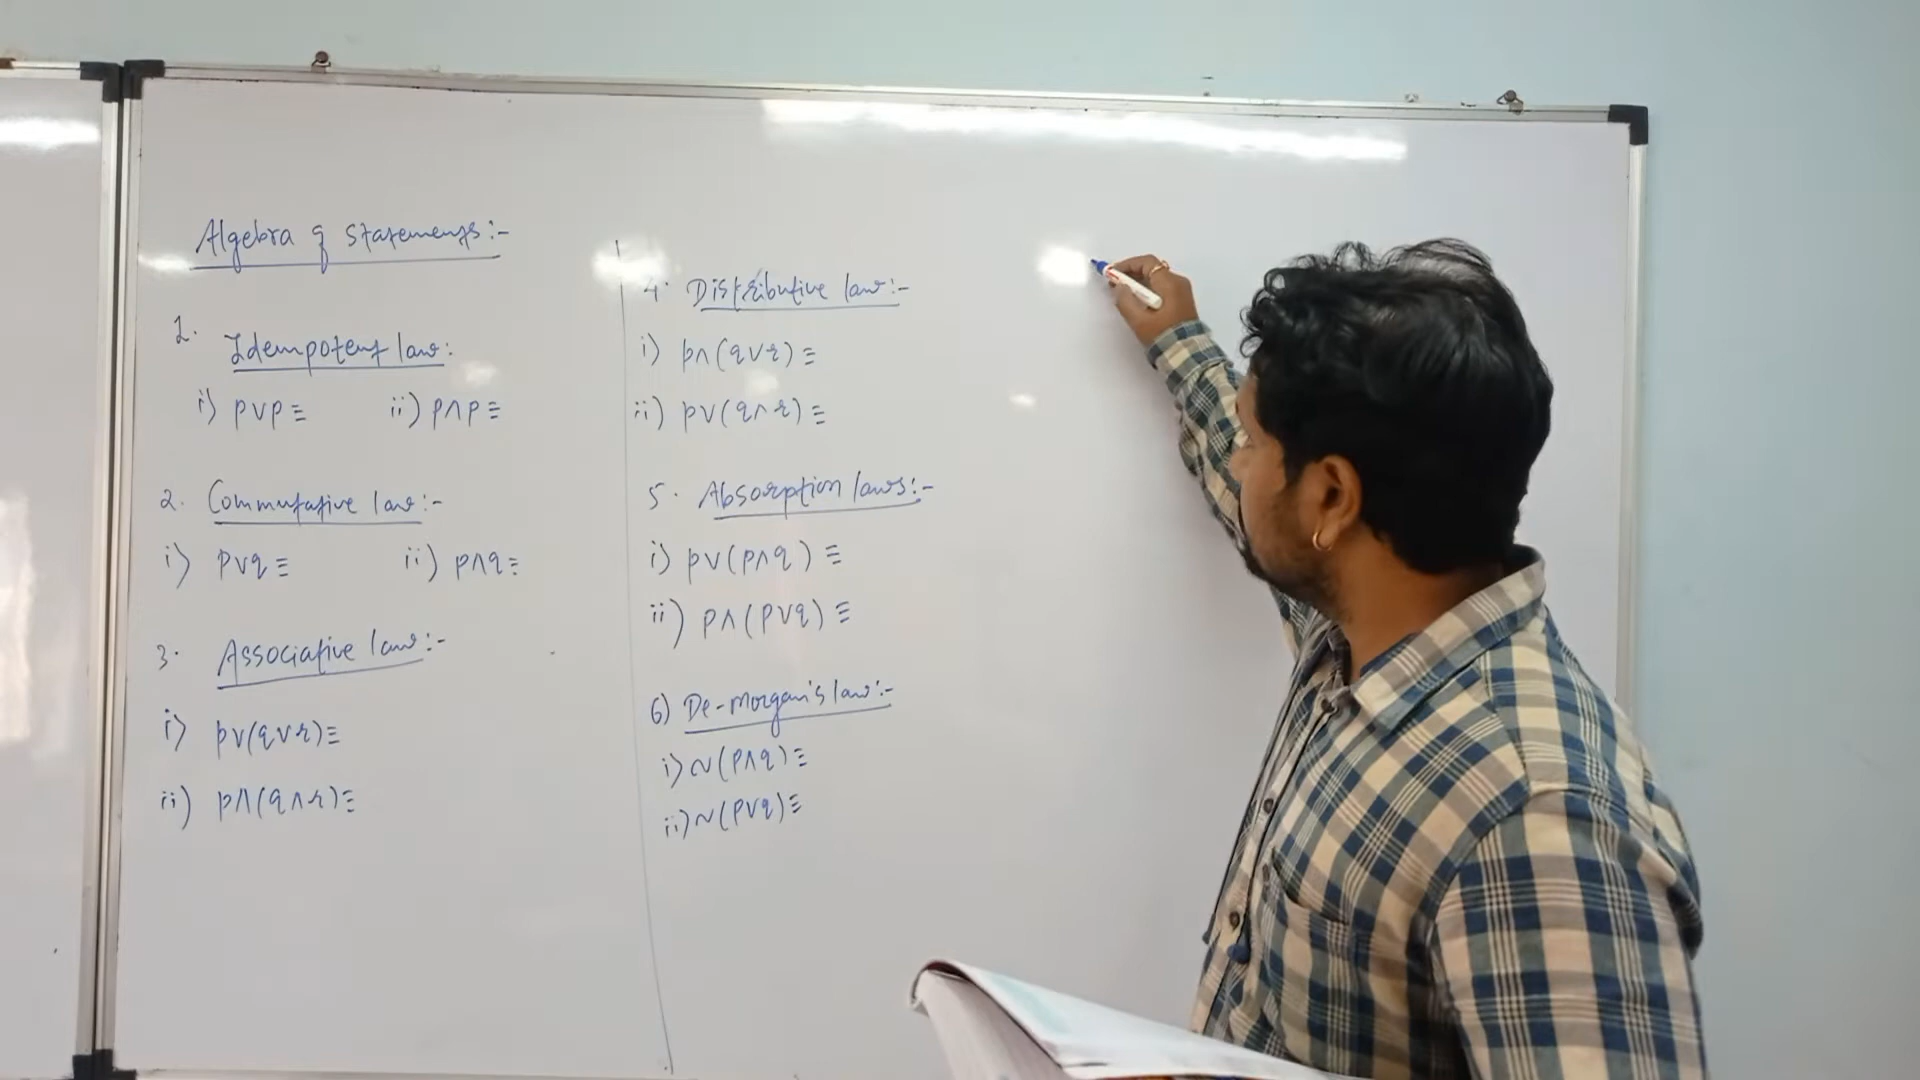 Algebra of statements:-
1. Idempotent law:
i) p∨p≡ ii) p∧p≡
2. Commutative law:-
i) p∨q≡ ii) p∧q≡
3. Associative law:-
i) p∨(q∨r)≡
ii) p∧(q∧r)≡
4. Distributive law:-
i) p∧(q∨r)≡
ii) p∨(q∧r)≡
5. Absorption laws:-
i) p∨(p∧q)≡
ii) p∧(p∨q)≡
6) De-morgan's law:-
i) ~(p∧q)≡
ii) ~(p∨q)≡